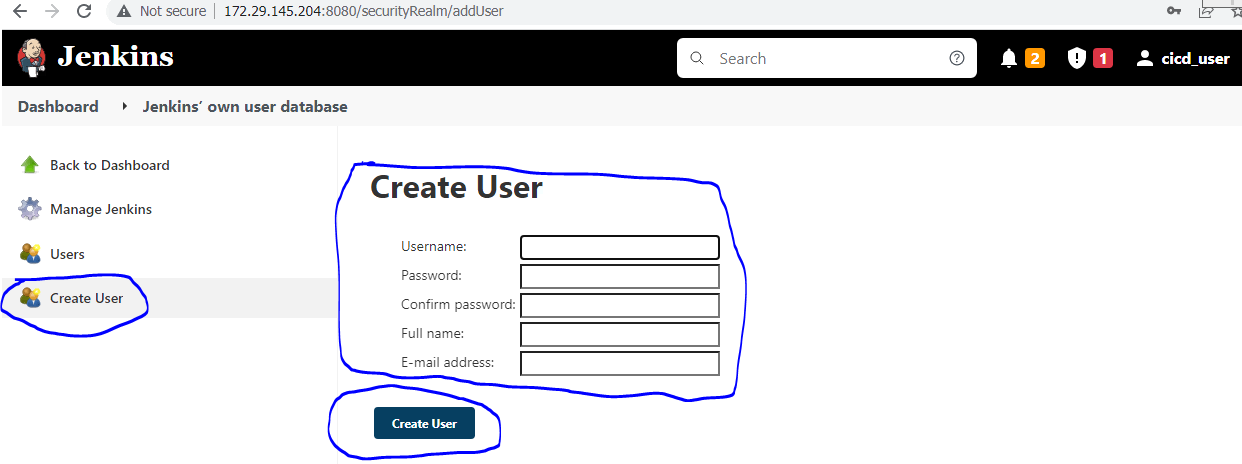 Not secure | 172.29.145.204:8080/securityRealm/addUser
Jenkins
Search
2
1
cicd_user
Dashboard
Jenkins' own user database
Back to Dashboard
Manage Jenkins
Users
Create User
Create User
Username:
Password:
Confirm password:
Full name:
E-mail address:
Create User